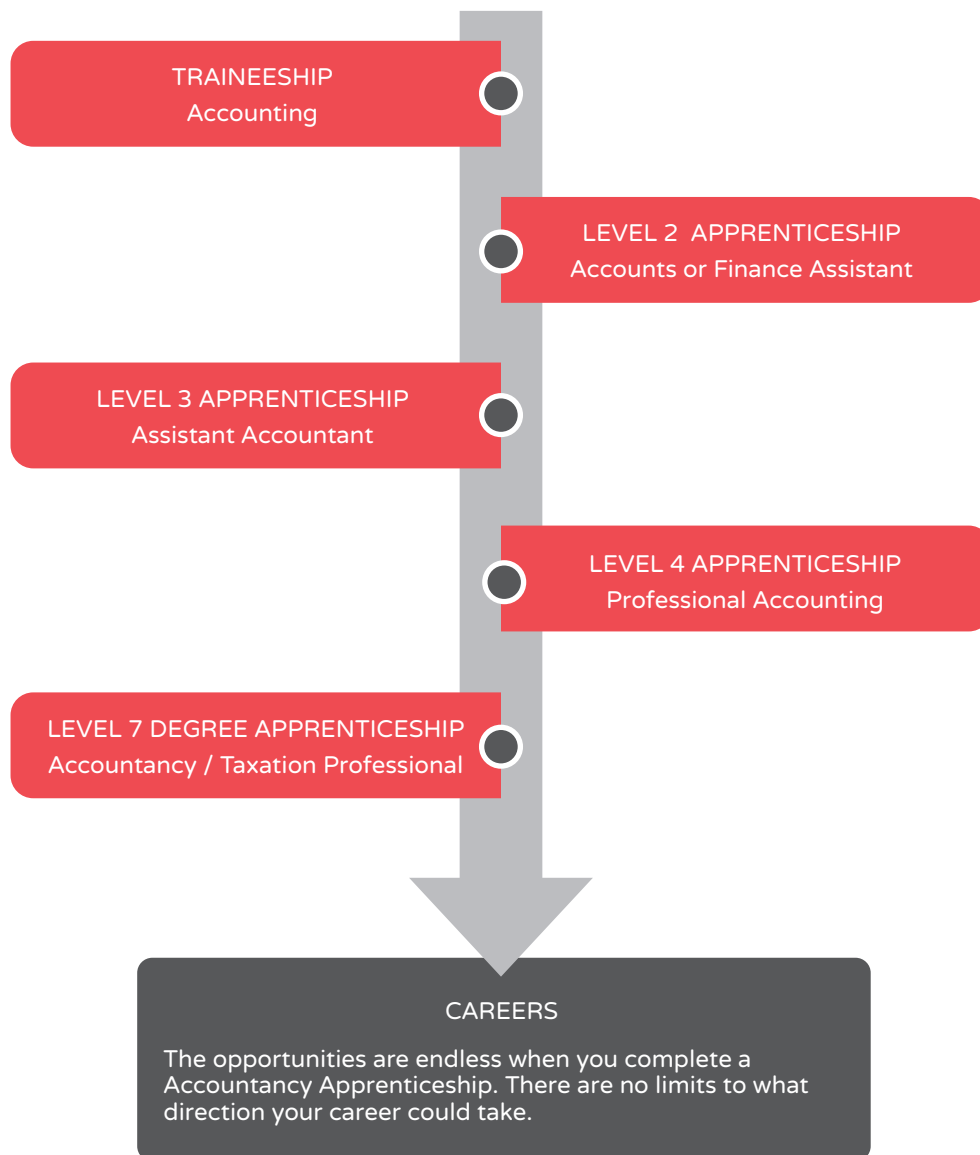 TRAINEESHIP
Accounting
LEVEL 2  APPRENTICESHIP
Accounts or Finance Assistant
LEVEL 3 APPRENTICESHIP
Assistant Accountant
LEVEL 4 APPRENTICESHIP
Professional Accounting
LEVEL 7 DEGREE APPRENTICESHIP
Accountancy / Taxation Professional
CAREERS
The opportunities are endless when you complete a
Accountancy Apprenticeship. There are no limits to what
direction your career could take.